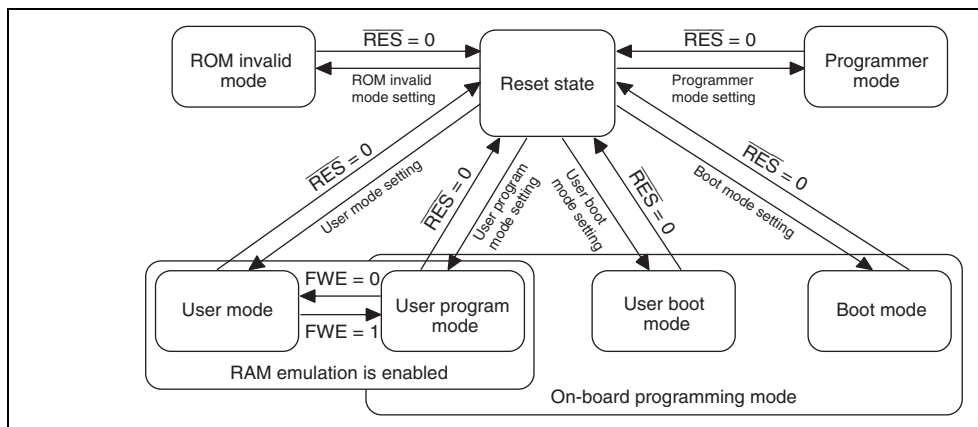 RES = 0
RES = 0
ROM invalid
mode
ROM invalid
mode setting
Reset state
Programmer
mode setting
Programmer
mode
RES = 0
User mode setting
RES = 0
User program
mode setting
User boot
mode setting
RES = 0
Boot mode setting
RES = 0
FWE = 0
User mode
User program
mode
FWE = 1
User boot
mode
Boot mode
RAM emulation is enabled
On-board programming mode